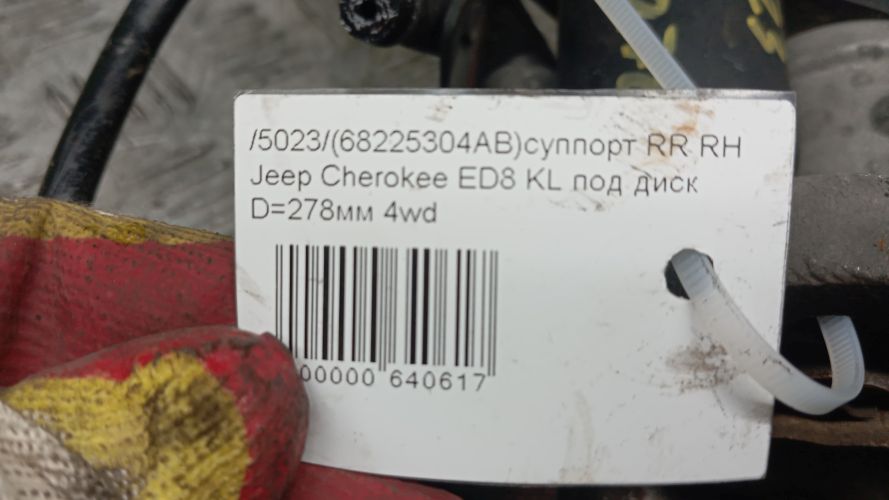 /5023/(68225304AB)суппорт RR RH
Jeep Cherokee ED8 KL под диск
D=278мм 4wd
00000 640617